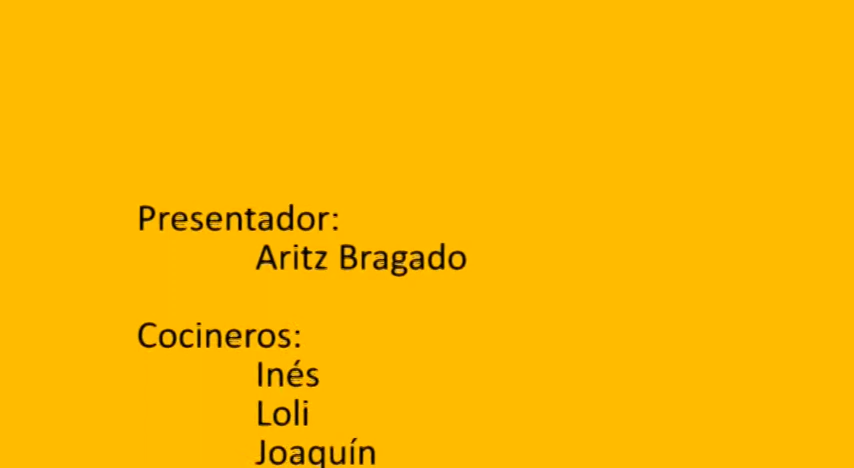 Presentador:
Aritz Bragado
Cocineros:
Inés
Loli
Joaquín